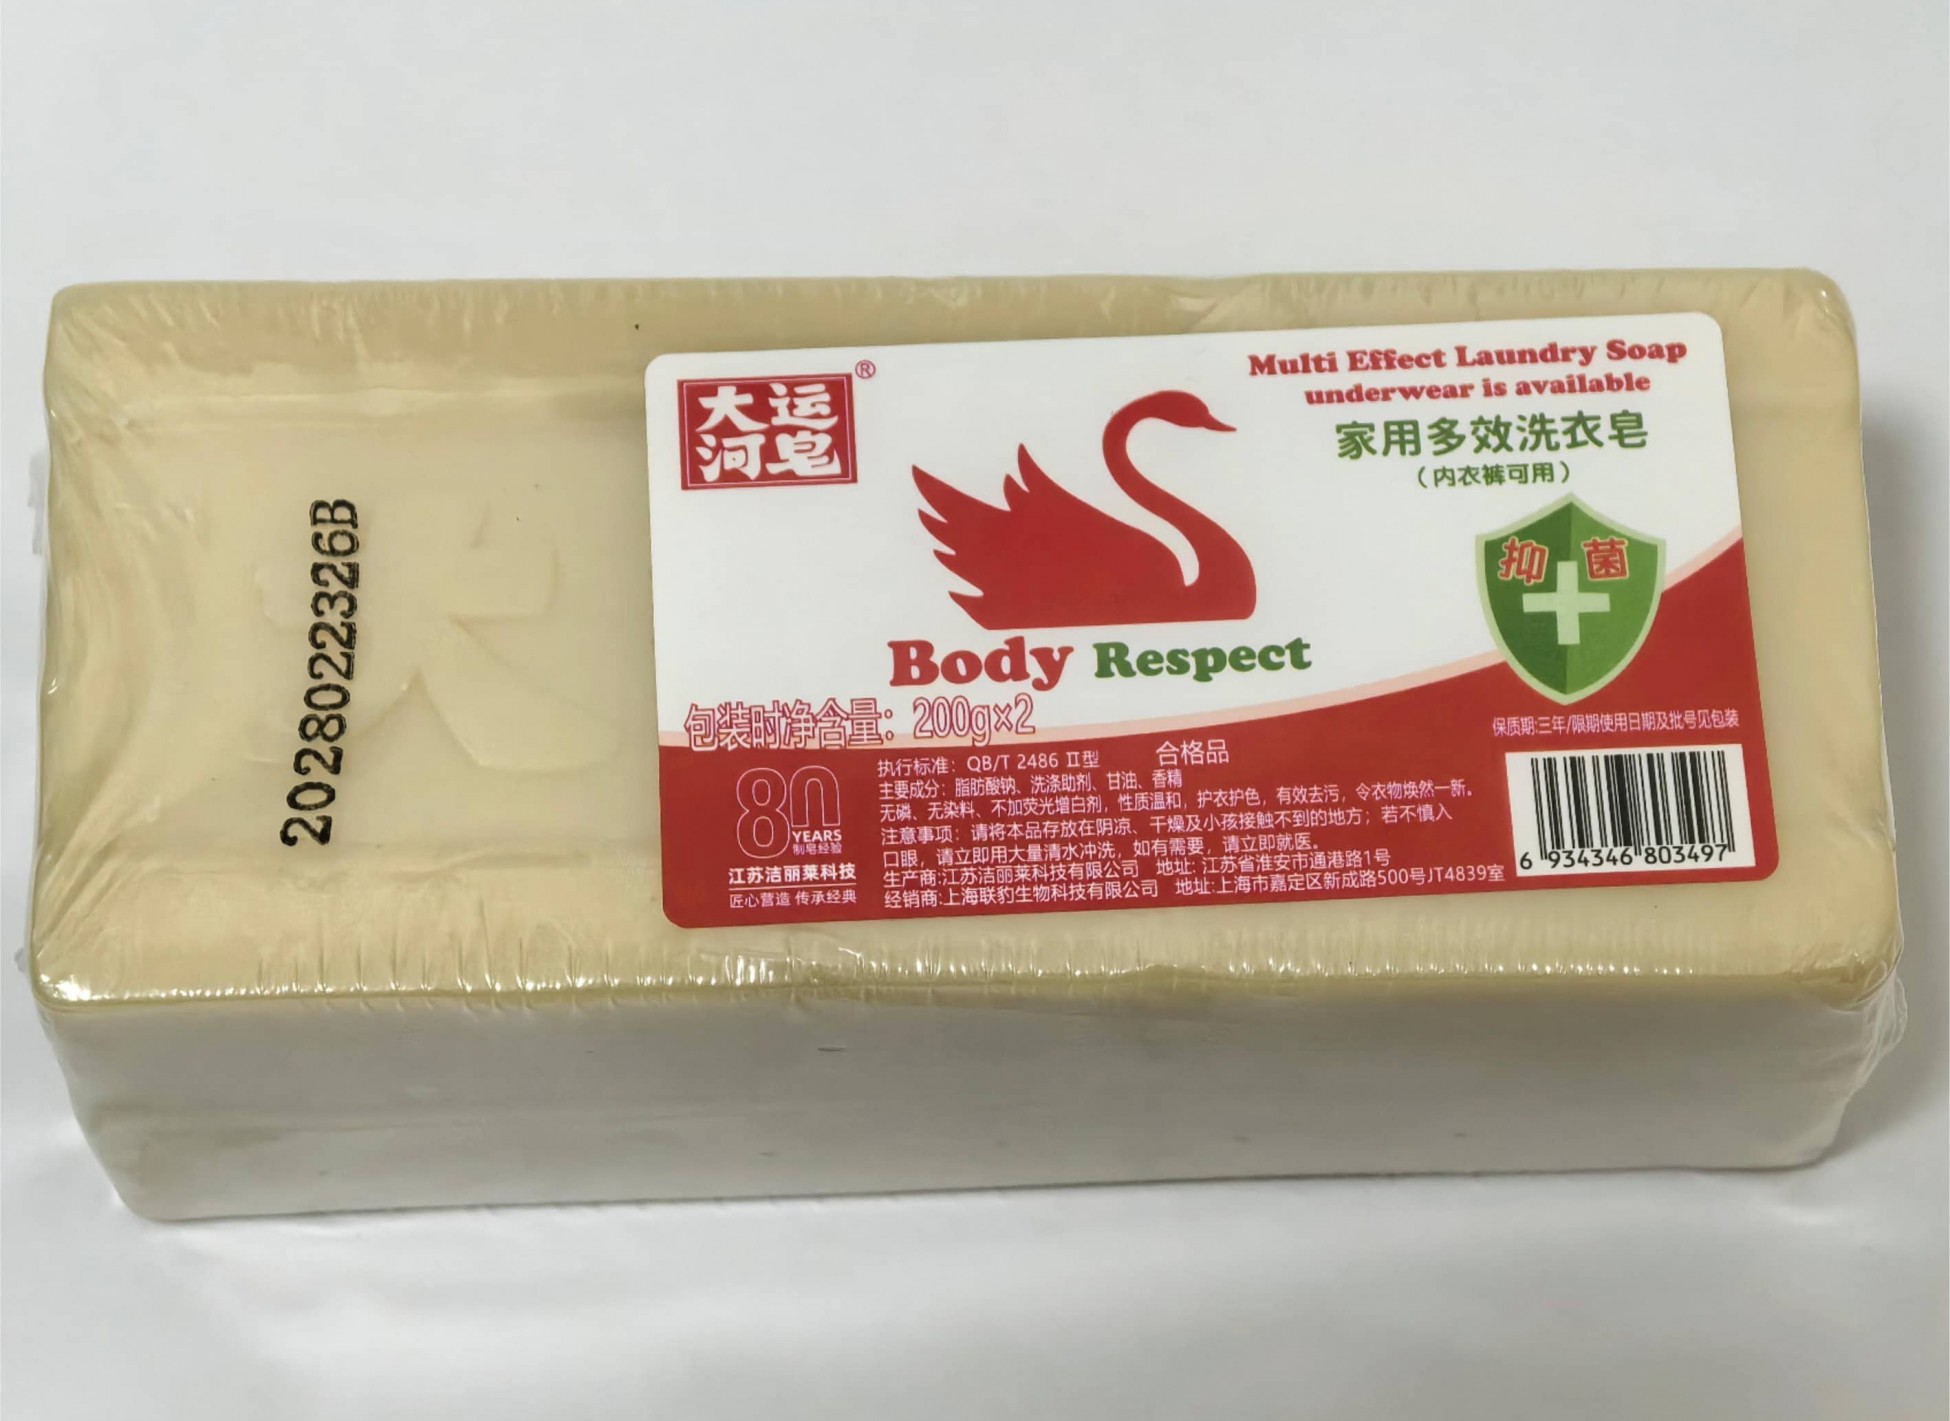 大运
河皂
®
Multi Effect Laundry Soap
underwear is available
家用多效洗衣皂
（内衣裤可用）
抑菌
Body Respect
包装时净含量：200g×2
保质期:三年/限期使用日期及批号见包装
80
YEARS
制皂经验
江苏洁丽莱科技
匠心营造 传承经典
执行标准：QB/T 2486 Ⅱ型 合格品
主要成分：脂肪酸钠、洗涤助剂、甘油、香精
无磷、无染料、不加荧光增白剂，性质温和，护衣护色，有效去污，令衣物焕然一新。
注意事项：请将本品存放在阴凉、干燥及小孩接触不到的地方；若不慎入
口眼，请立即用大量清水冲洗，如有需要，请立即就医。
生产商:江苏洁丽莱科技有限公司 地址: 江苏省淮安市通港路1号
经销商:上海联豹生物科技有限公司 地址:上海市嘉定区新成路500号JT4839室
6 934346 803497
2028022326B